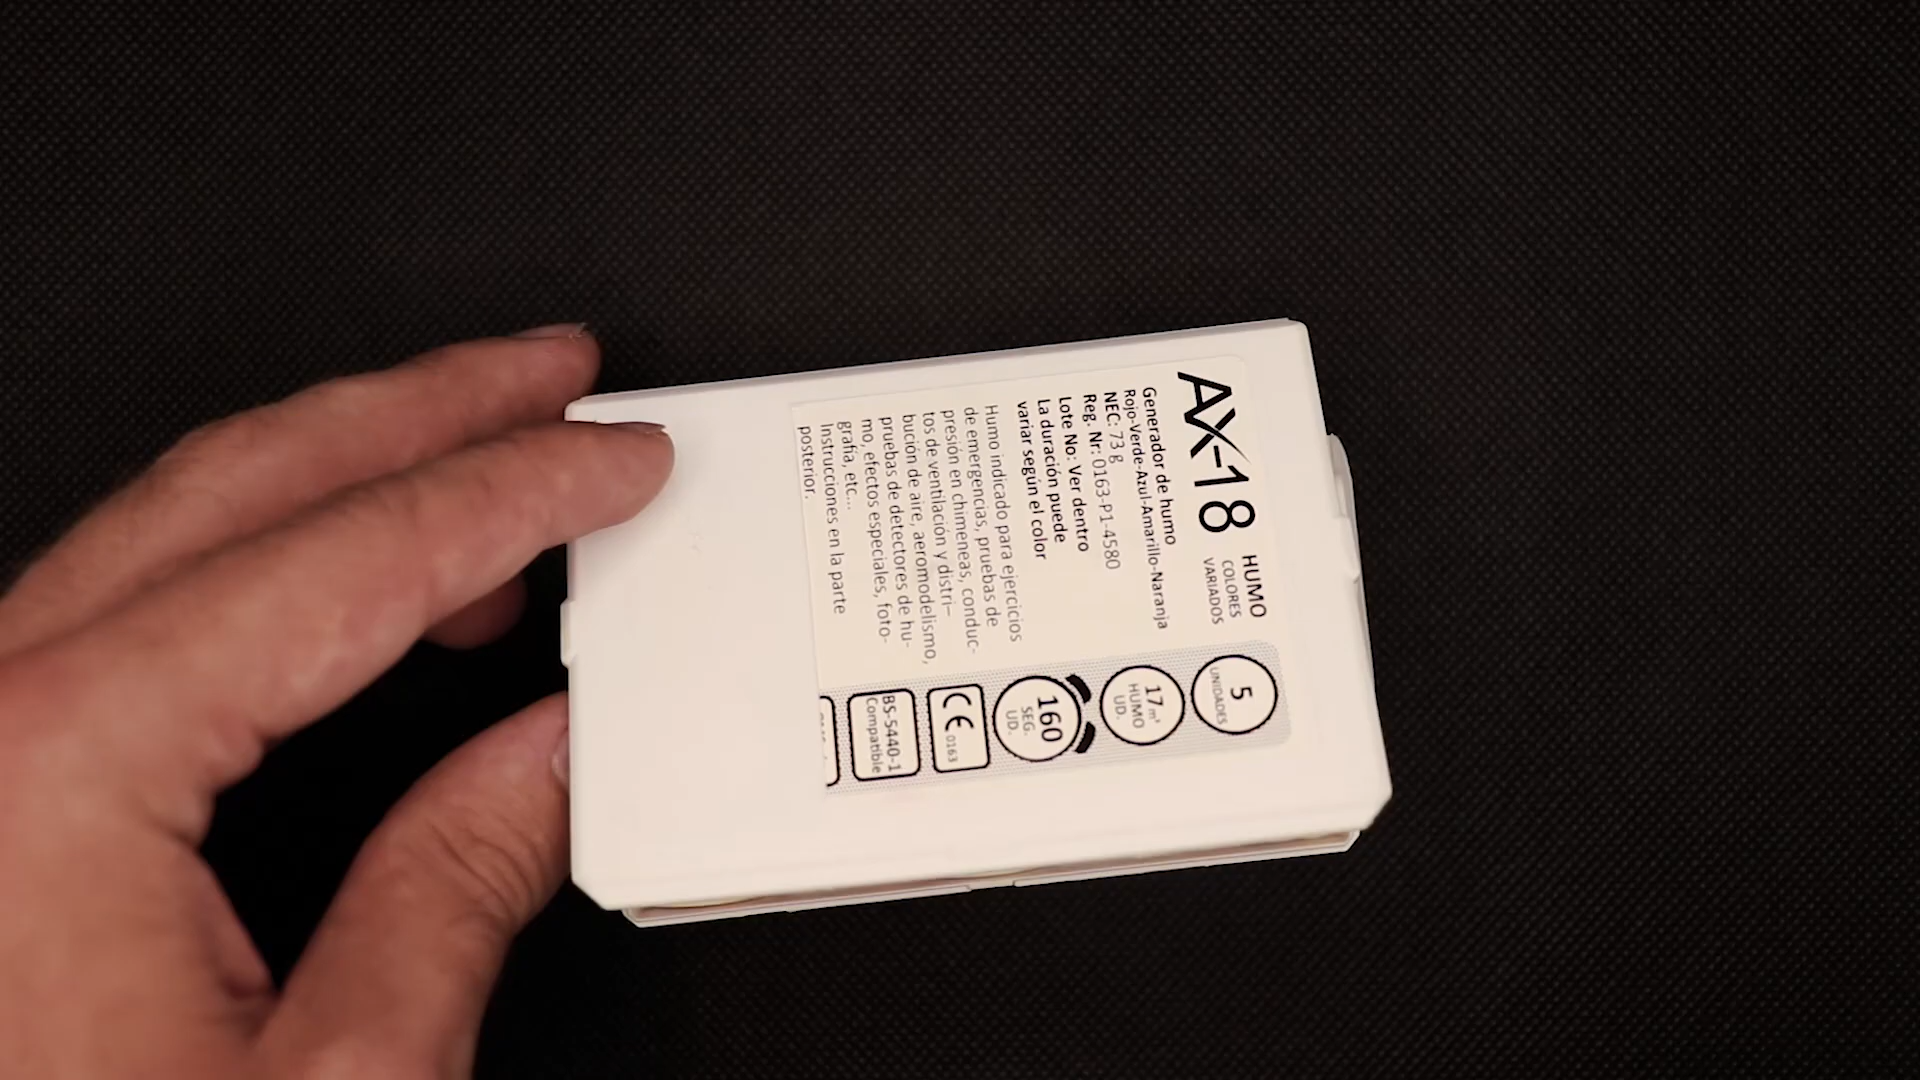 AX-18
HUMO
COLORES
VARIADOS
Generador de humo
Rojo-Verde-Azul-Amarillo-Naranja
NEC: 73 g
Reg. Nr: 0163-P1-4580
Lote No: Ver dentro
La duración puede
variar según el color
Humo indicado para ejercicios
de emergencias, pruebas de
presión en chimeneas, conduc-
tos de ventilación y distri-
bución de aire, aeromodelismo,
pruebas de detectores de hu-
mo, efectos especiales, foto-
grafía, etc...
Instrucciones en la parte
posterior.
5
UNIDADES
17 m³
HUMO
UD.
160
SEG.
UD.
CE 0163
BS-5440-1
Compatible